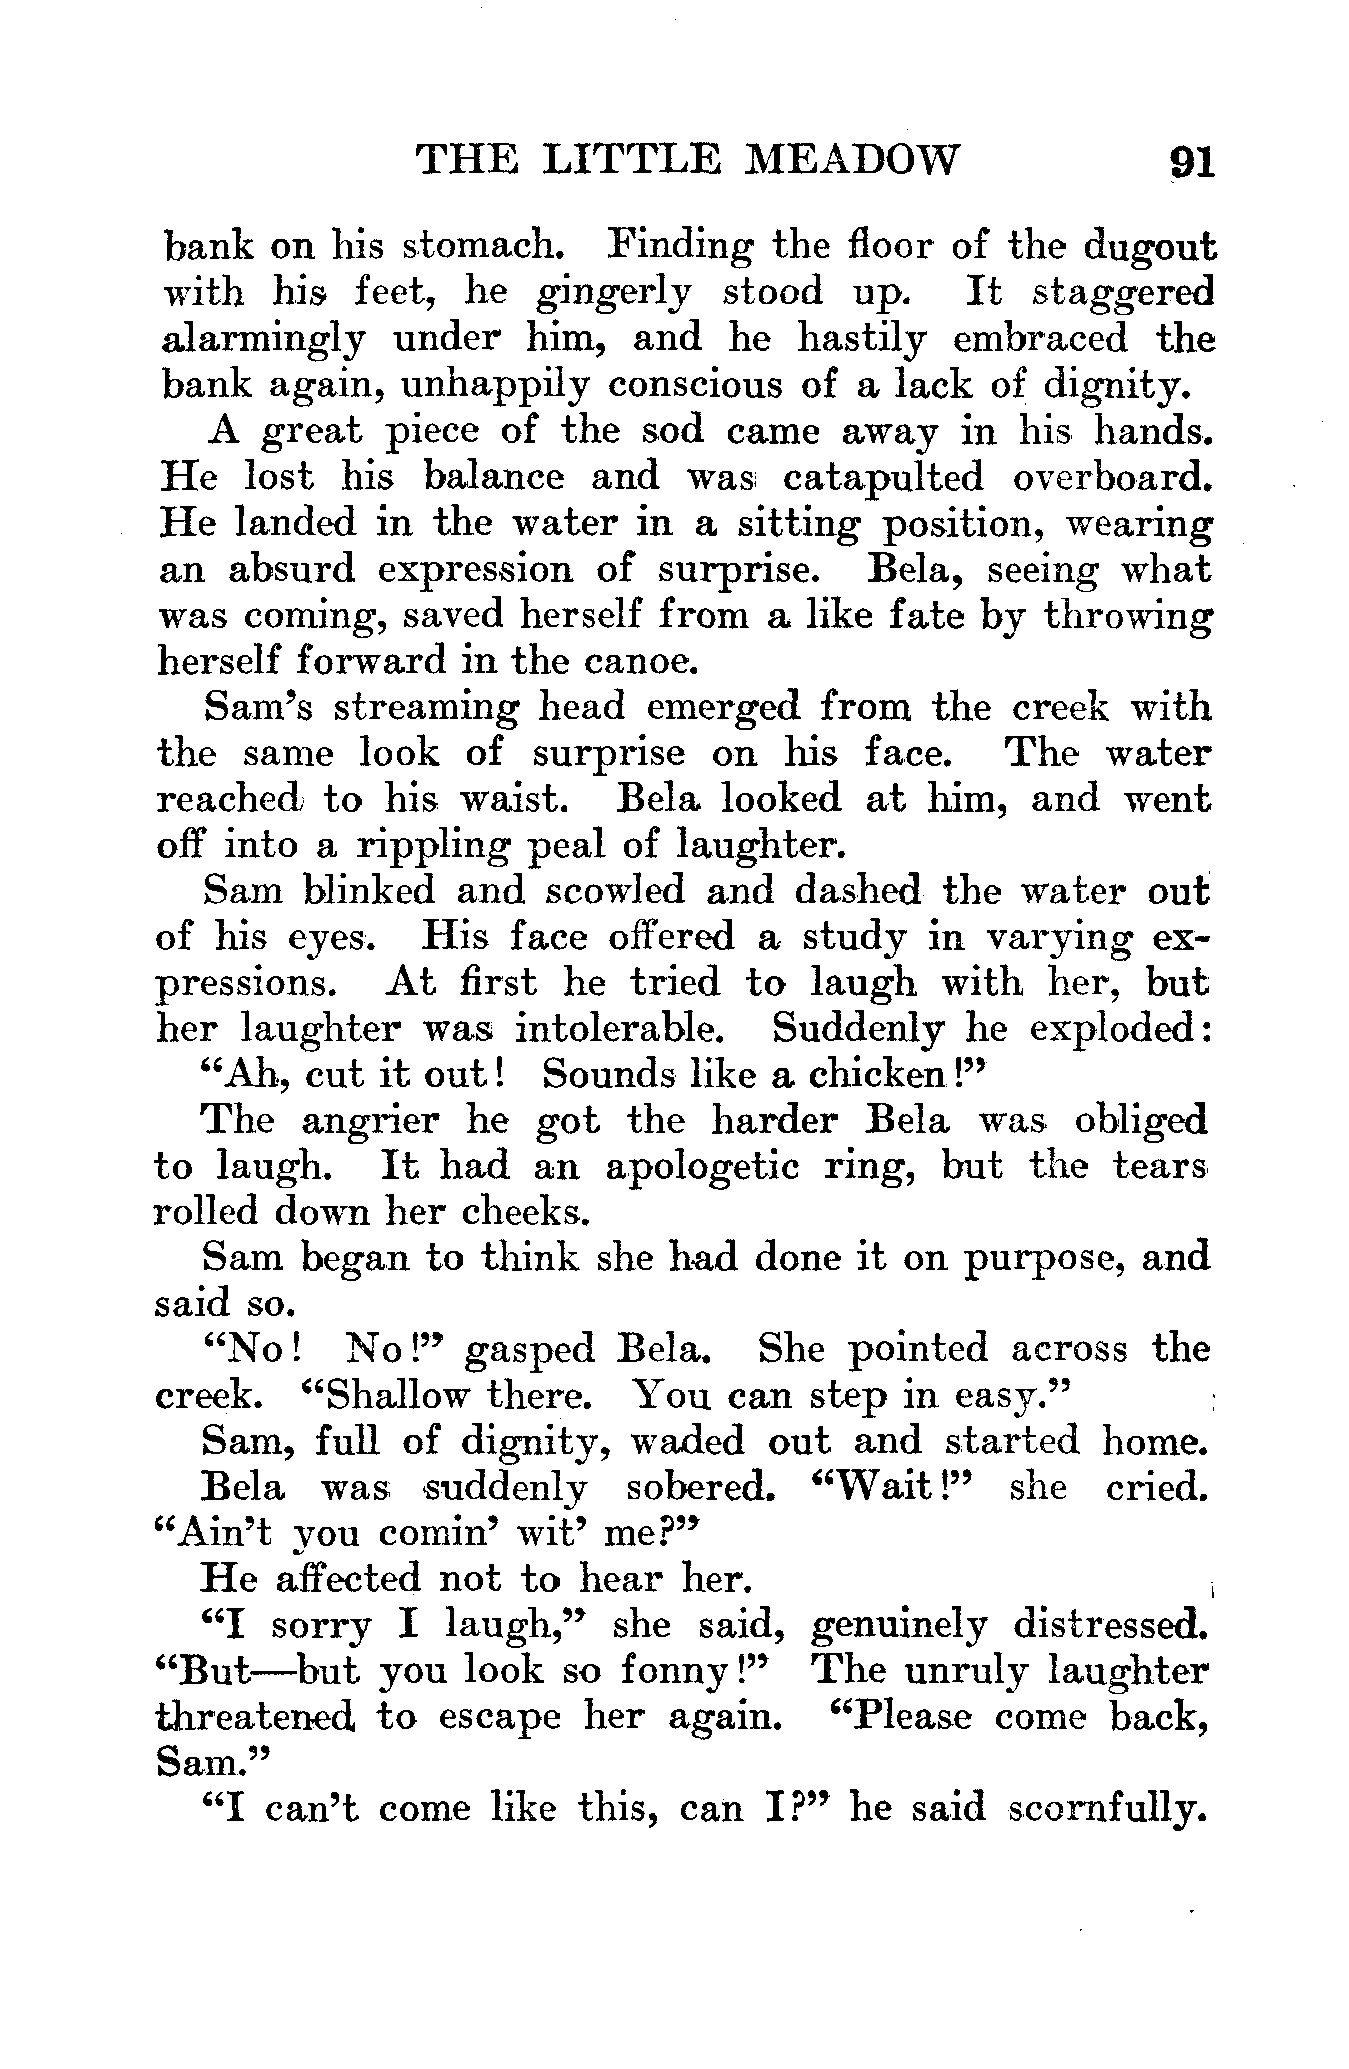 THE LITTLE MEADOW 91
bank on his stomach. Finding the floor of the dugout
with his feet, he gingerly stood up. It staggered
alarmingly under him, and he hastily embraced the
bank again, unhappily conscious of a lack of dignity.
A great piece of the sod came away in his hands.
He lost his balance and was catapulted overboard.
He landed in the water in a sitting position, wearing
an absurd expression of surprise. Bela, seeing what
was coming, saved herself from a like fate by throwing
herself forward in the canoe.
Sam's streaming head emerged from the creek with
the same look of surprise on his face. The water
reached to his waist. Bela looked at him, and went
off into a rippling peal of laughter.
Sam blinked and scowled and dashed the water out
of his eyes. His face offered a study in varying ex-
pressions. At first he tried to laugh with her, but
her laughter was intolerable. Suddenly he exploded:
“Ah, cut it out! Sounds like a chicken!”
The angrier he got the harder Bela was obliged
to laugh. It had an apologetic ring, but the tears
rolled down her cheeks.
Sam began to think she had done it on purpose, and
said so.
“No! No!” gasped Bela. She pointed across the
creek. “Shallow there. You can step in easy.”
Sam, full of dignity, waded out and started home.
Bela was suddenly sobered. “Wait!” she cried.
“Ain't you comin' wit' me?”
He affected not to hear her.
“I sorry I laugh,” she said, genuinely distressed.
“But—but you look so fonny!” The unruly laughter
threatened to escape her again. “Please come back,
Sam.”
“I can't come like this, can I?” he said scornfully.